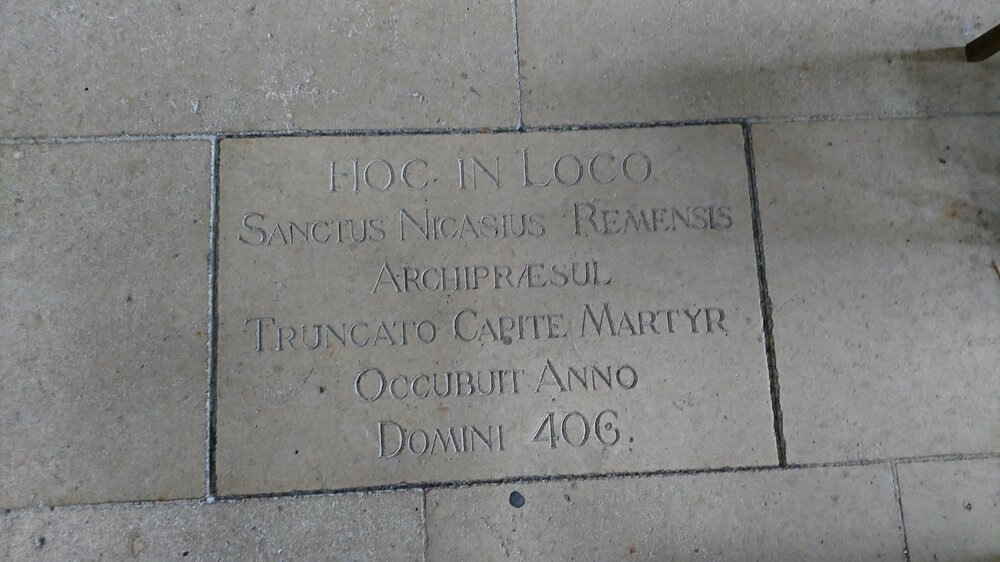 HOC IN LOCO
SANCTUS NICASIUS REMENSIS
ARCHIPRÆSUL
TRUNCATO CAPITE MARTYR
OCCUBUIT ANNO
DOMINI 406.